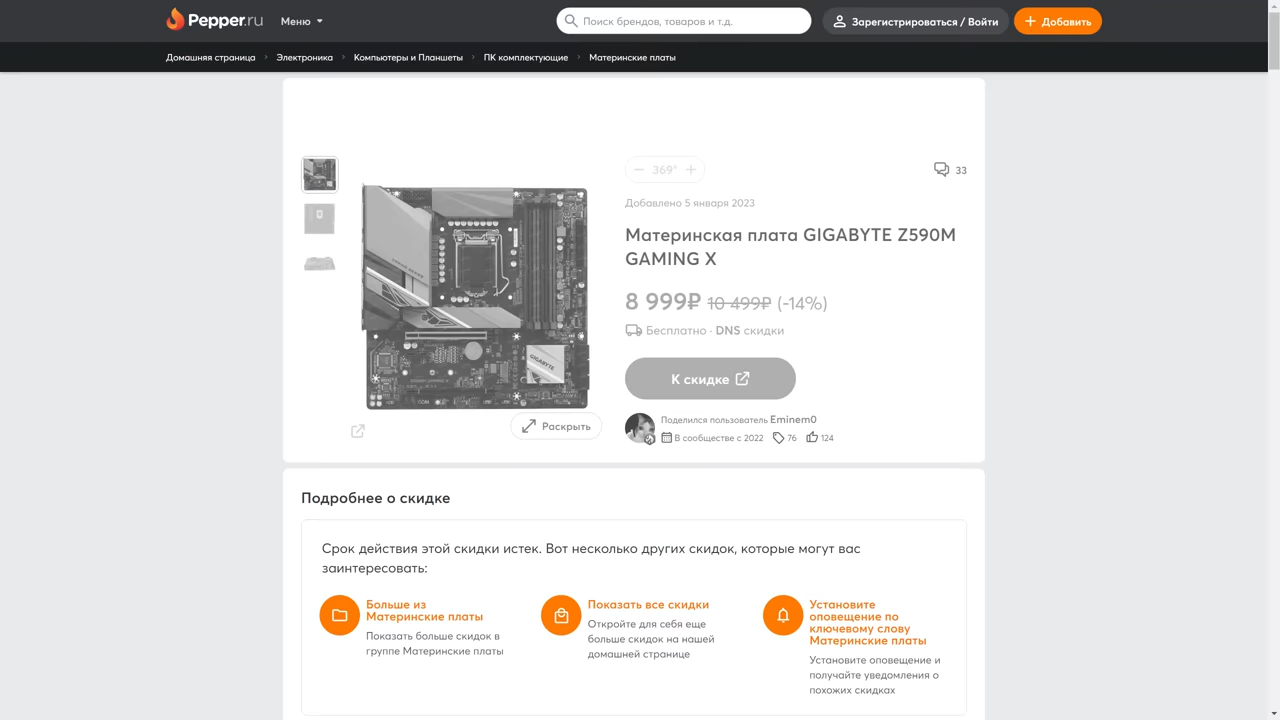 Pepper.ru
Меню
Поиск брендов, товаров и т.д.
Зарегистрироваться / Войти
Добавить
Домашняя страница
Электроника
Компьютеры и Планшеты
ПК комплектующие
Материнские платы
369°
33
Добавлено 5 января 2023
Материнская плата GIGABYTE Z590M
GAMING X
8 999₽ 10 499₽ (-14%)
Бесплатно · DNS скидки
К скидке
GIGABYTE
Раскрыть
Поделился пользователь Eminem0
В сообществе с 2022 76 124
Подробнее о скидке
Срок действия этой скидки истек. Вот несколько других скидок, которые могут вас
заинтересовать:
Больше из
Материнские платы
Показать больше скидок в
группе Материнские платы
Показать все скидки
Откройте для себя еще
больше скидок на нашей
домашней странице
Установите
оповещение по
ключевому слову
Материнские платы
Установите оповещение и
получайте уведомления о
похожих скидках